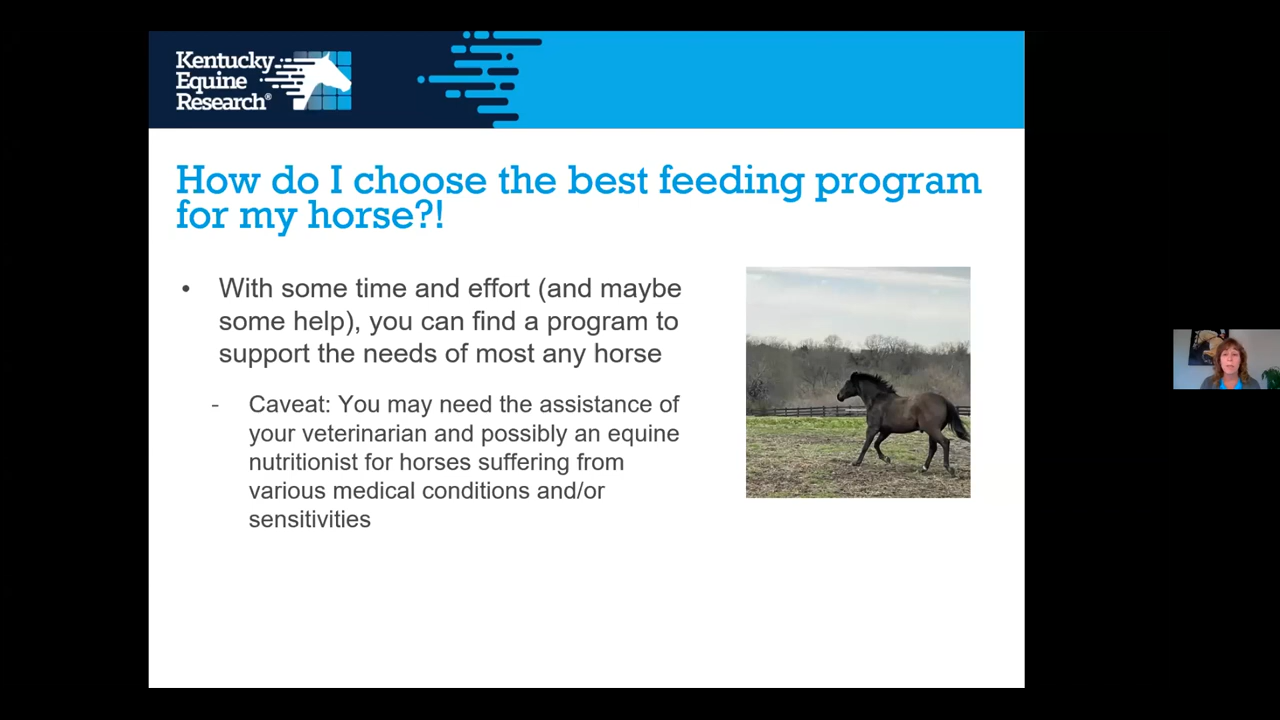 Kentucky
Equine
Research®
How do I choose the best feeding program
for my horse?!
• With some time and effort (and maybe
some help), you can find a program to
support the needs of most any horse
- Caveat: You may need the assistance of
your veterinarian and possibly an equine
nutritionist for horses suffering from
various medical conditions and/or
sensitivities